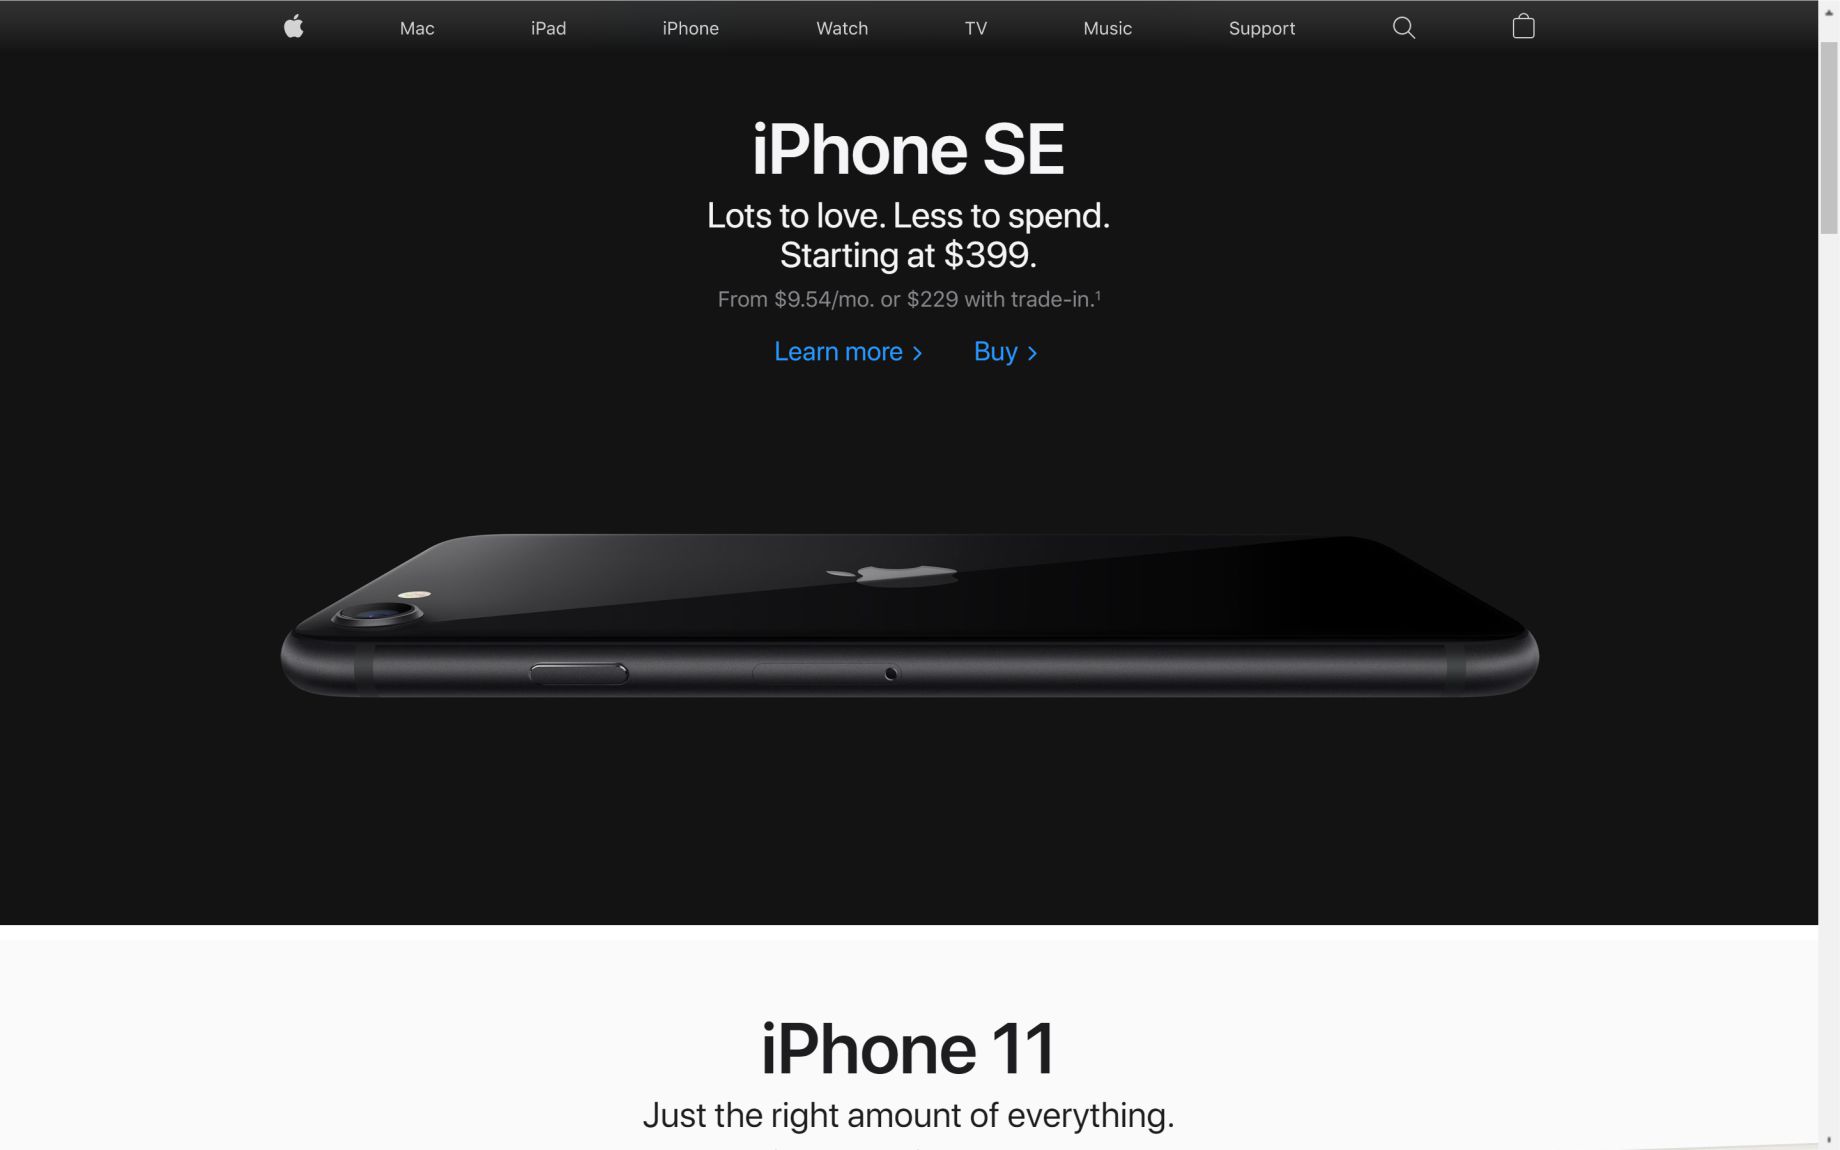 Mac iPad iPhone Watch TV Music Support
iPhone SE
Lots to love. Less to spend.
Starting at $399.
From $9.54/mo. or $229 with trade-in.¹
Learn more > Buy >
iPhone 11
Just the right amount of everything.